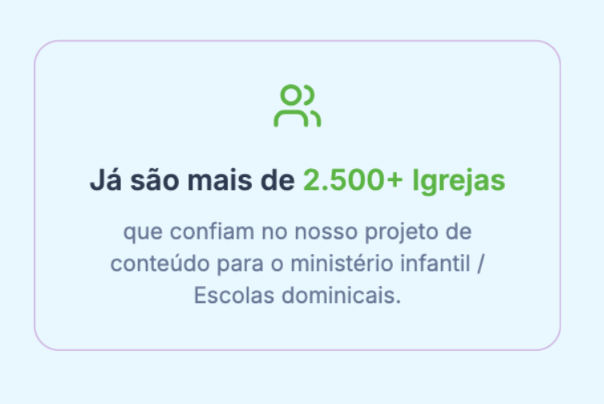 Já são mais de 2.500+ Igrejas
que confiam no nosso projeto de
conteúdo para o ministério infantil /
Escolas dominicais.